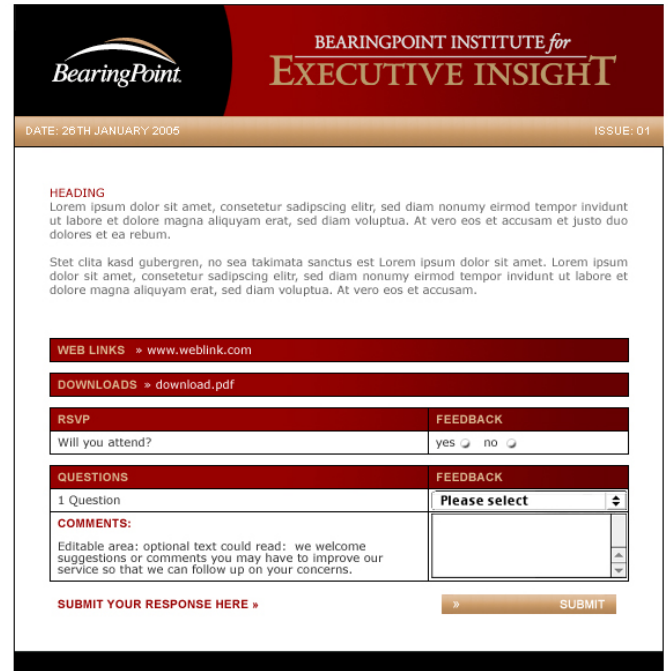 BearingPoint.
BEARINGPOINT INSTITUTE for
EXECUTIVE INSIGHT
DATE: 26TH JANUARY 2005 ISSUE: 01
HEADING
Lorem ipsum dolor sit amet, consetetur sadipscing elitr, sed diam nonumy eirmod tempor invidunt
ut labore et dolore magna aliquyam erat, sed diam voluptua. At vero eos et accusam et justo duo
dolores et ea rebum.
Stet clita kasd gubergren, no sea takimata sanctus est Lorem ipsum dolor sit amet. Lorem ipsum
dolor sit amet, consetur sadipscing elitr, sed diam nonumy eirmod tempor invidunt ut labore et
dolore magna aliquyam erat, sed diam voluptua. At vero eos et accusam.
WEB LINKS » www.weblink.com
DOWNLOADS » download.pdf
RSVP FEEDBACK
Will you attend? yes no
QUESTIONS FEEDBACK
1 Question Please select
COMMENTS:
Editable area: optional text could read: we welcome
suggestions or comments you may have to improve our
service so that we can follow up on your concerns.
SUBMIT YOUR RESPONSE HERE » » SUBMIT